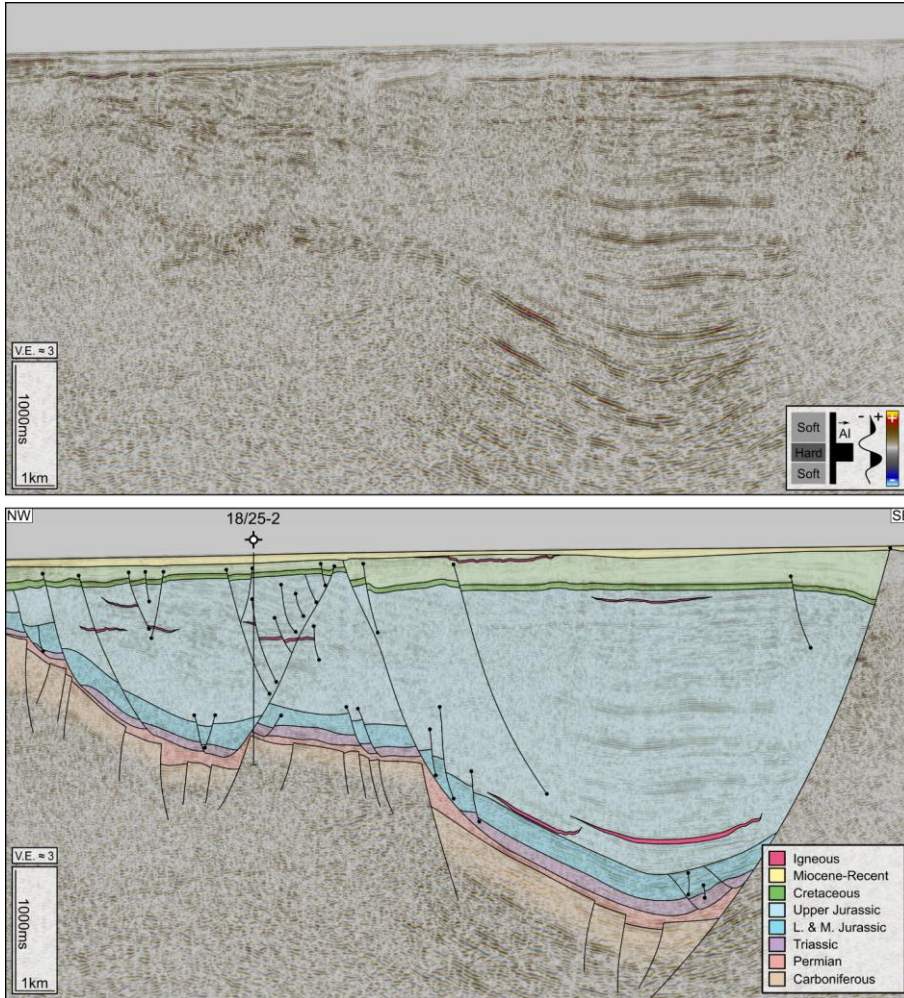 V.E. ≈ 3
1000ms
1km
Soft
Hard
Soft
AI
- +
+
-
NW
18/25-2
V.E. ≈ 3
1000ms
1km
Igneous
Miocene-Recent
Cretaceous
Upper Jurassic
L. & M. Jurassic
Triassic
Permian
Carboniferous